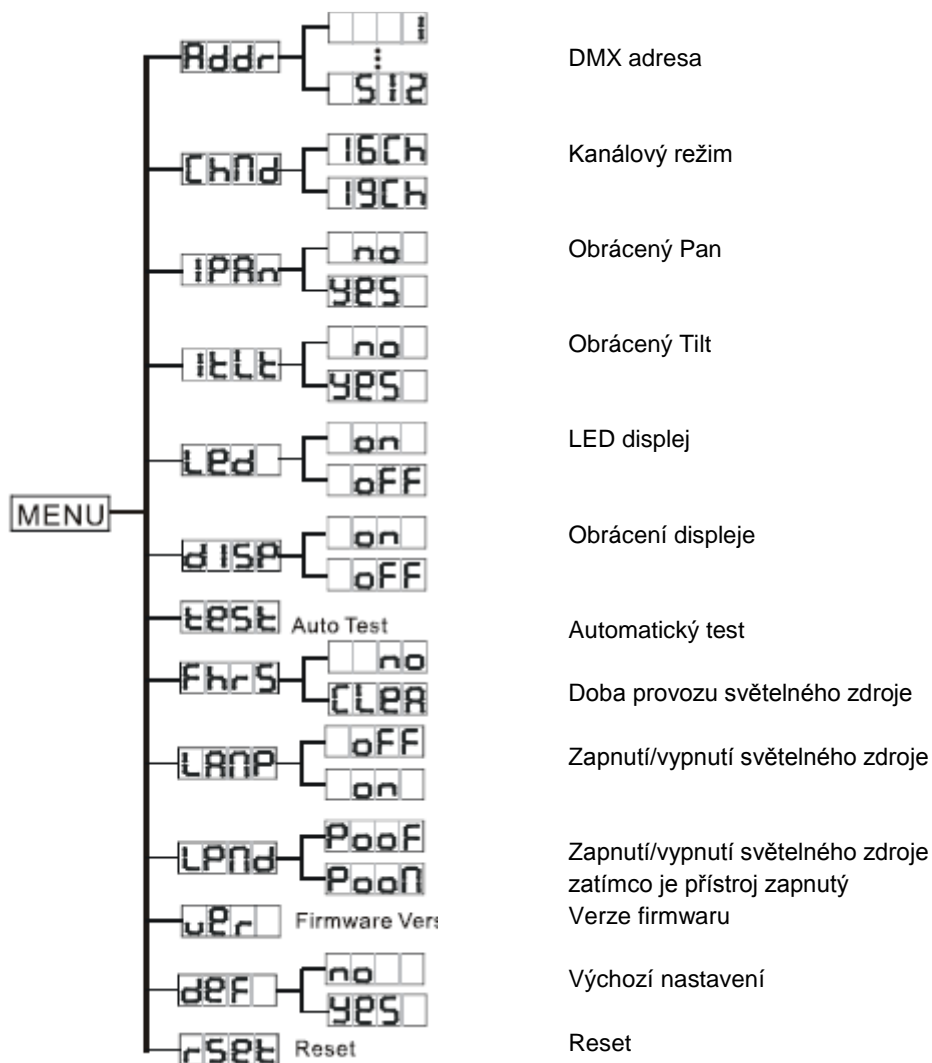 Addr
1
512
DMX adresa
ChMd
16Ch
19Ch
Kanálový režim
iPAn
no
yes
Obrácený Pan
itLt
no
yes
Obrácený Tilt
Led
on
oFF
LED displej
MENU
diSP
on
oFF
Obrácení displeje
teSt
Auto Test
Automatický test
FhrS
no
CLeA
Doba provozu světelného zdroje
LAMP
oFF
on
Zapnutí/vypnutí světelného zdroje
LPMd
PooF
PooN
Zapnutí/vypnutí světelného zdroje
zatímco je přístroj zapnutý
ver
Firmware Vers
Verze firmwaru
deF
no
yes
Výchozí nastavení
rSet
Reset
Reset